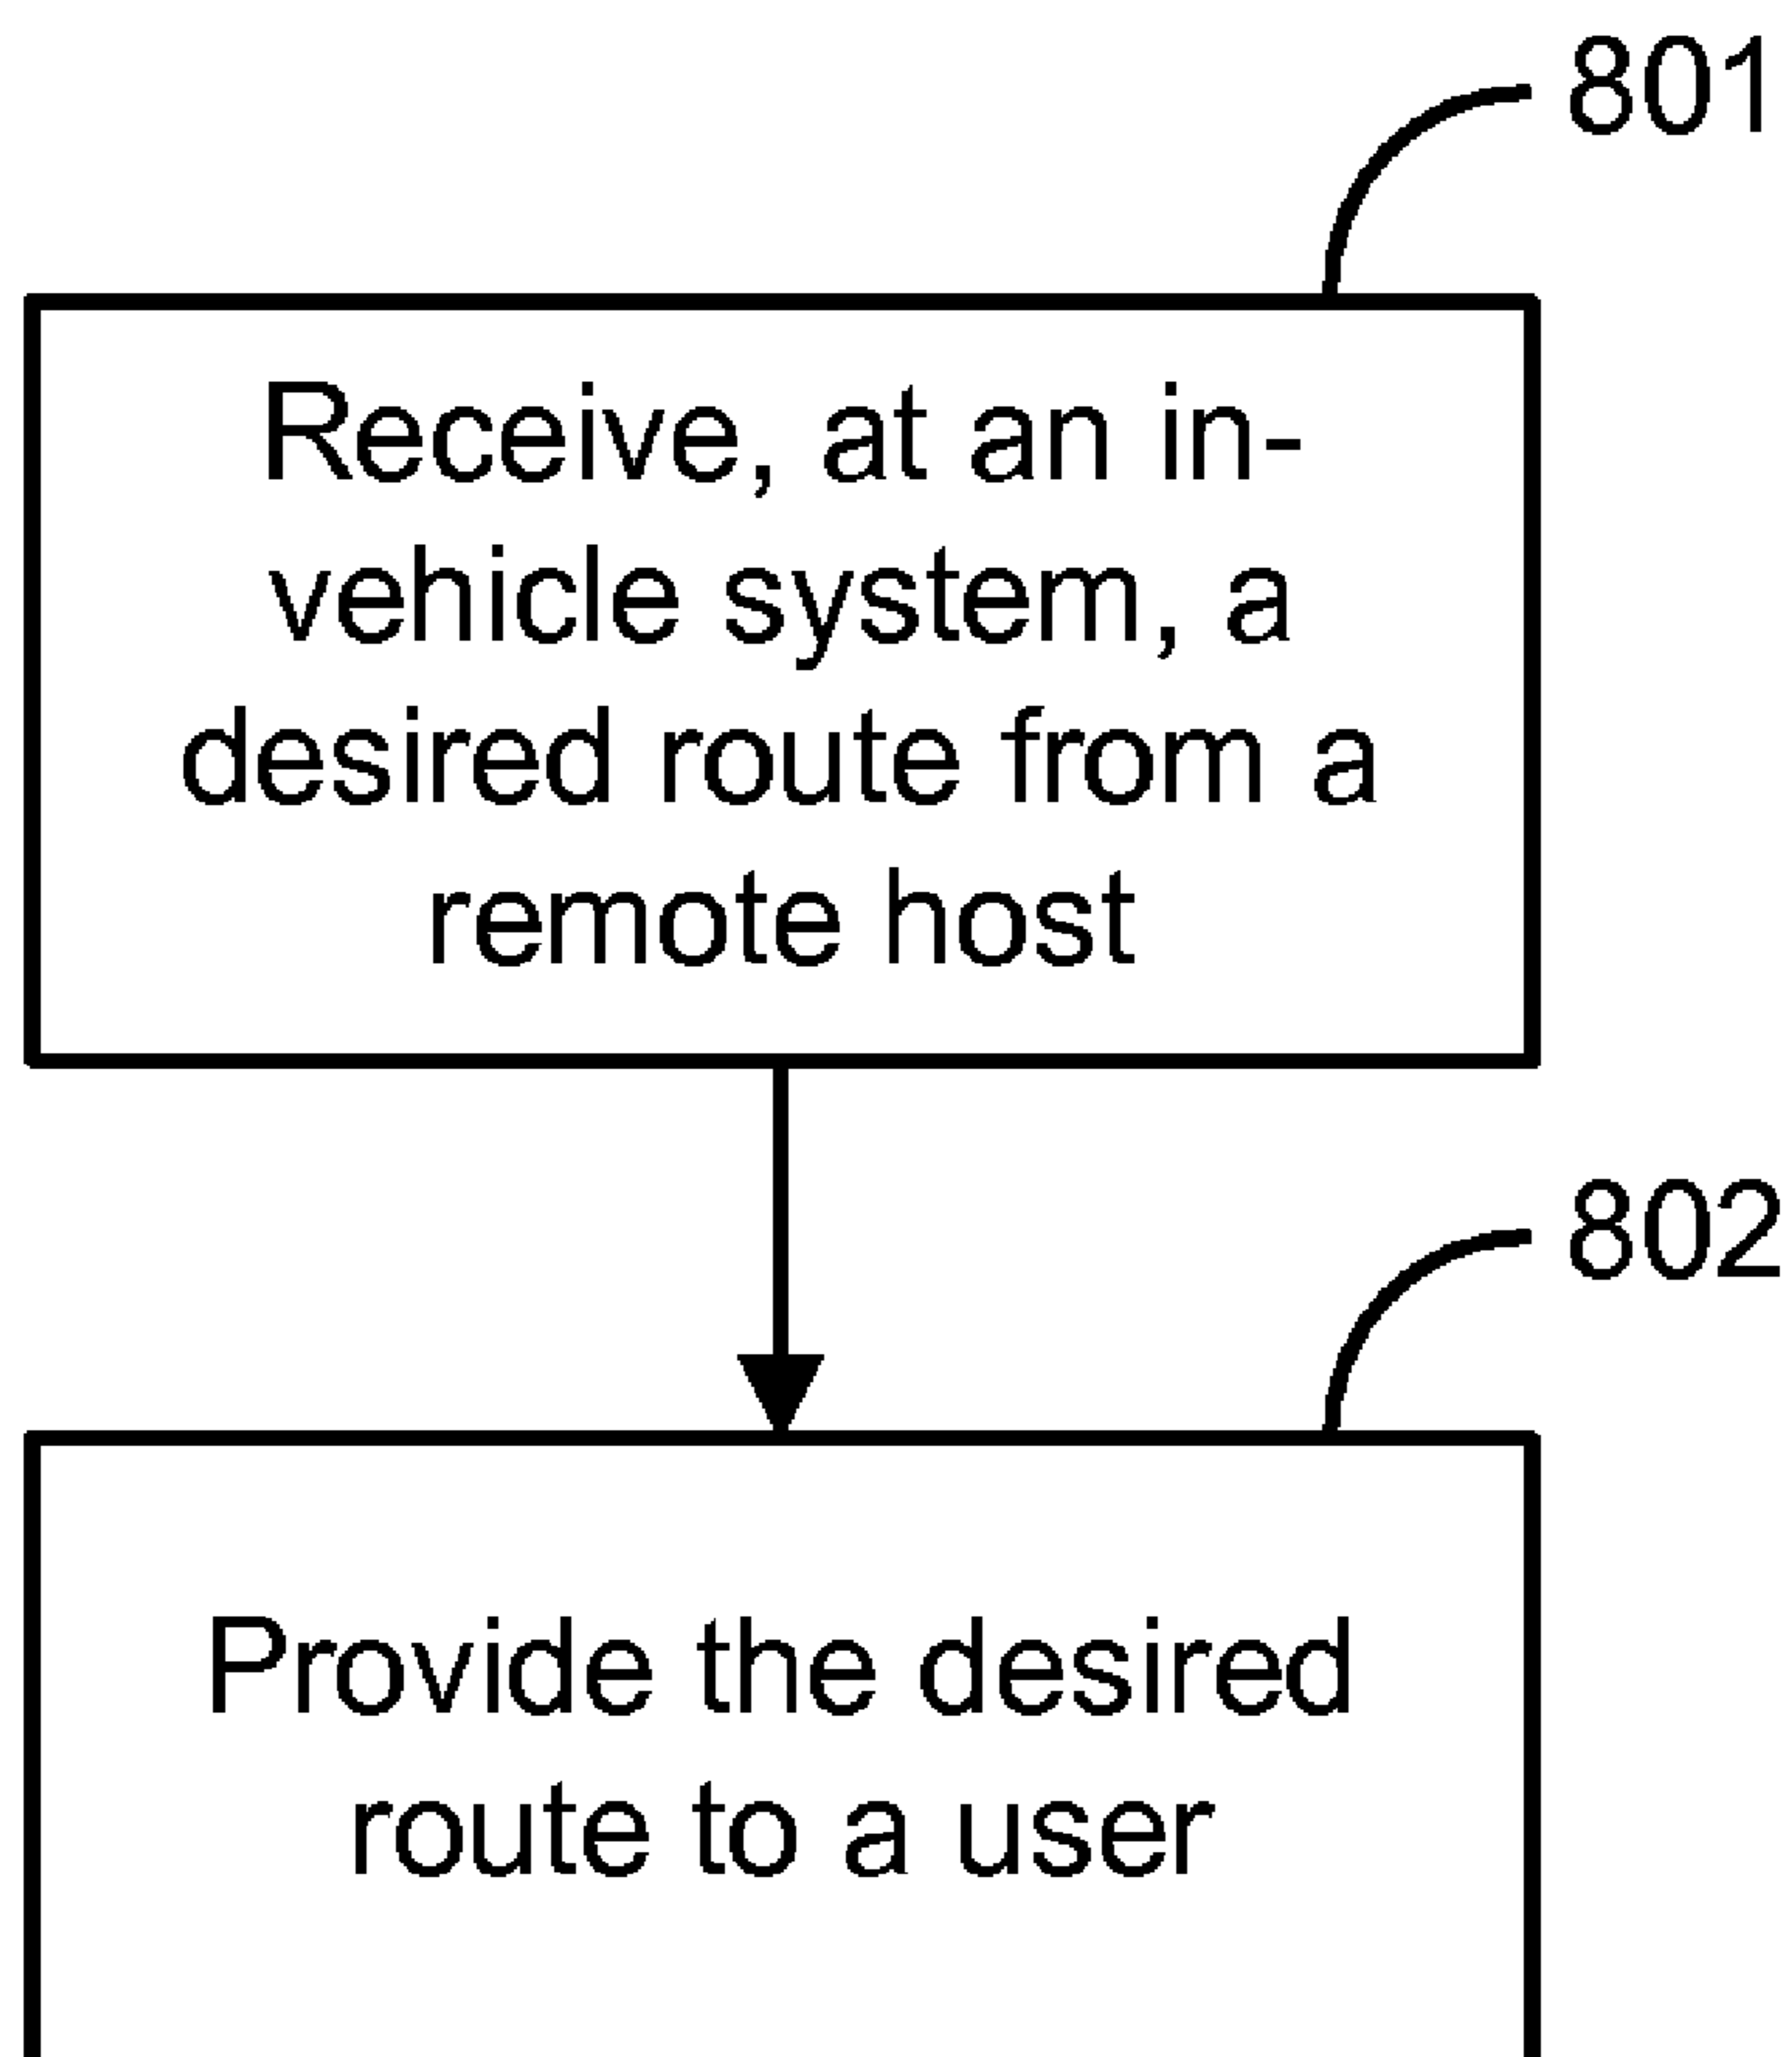 801
Receive, at an in-
vehicle system, a
desired route from a
remote host
802
Provide the desired
route to a user